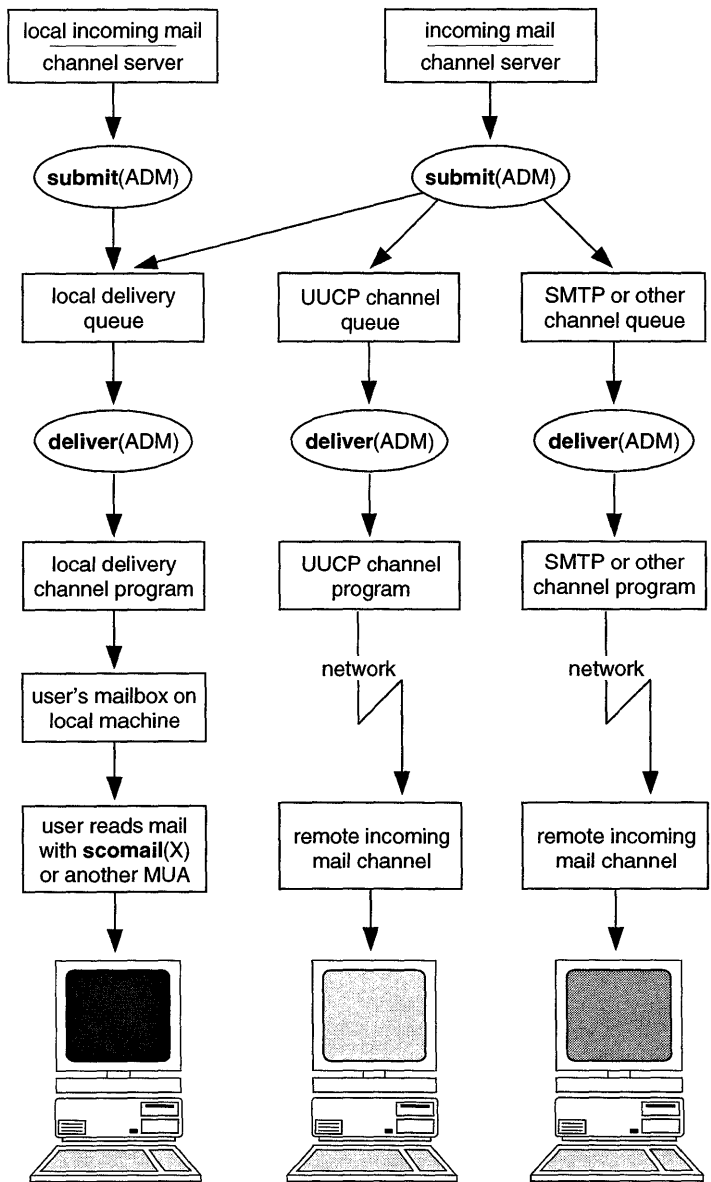 local incoming mail
channel server
incoming mail
channel server
submit(ADM)
submit(ADM)
local delivery
queue
UUCP channel
queue
SMTP or other
channel queue
deliver(ADM)
deliver(ADM)
deliver(ADM)
local delivery
channel program
UUCP channel
program
SMTP or other
channel program
network
network
user's mailbox on
local machine
user reads mail
with scomail(X)
or another MUA
remote incoming
mail channel
remote incoming
mail channel